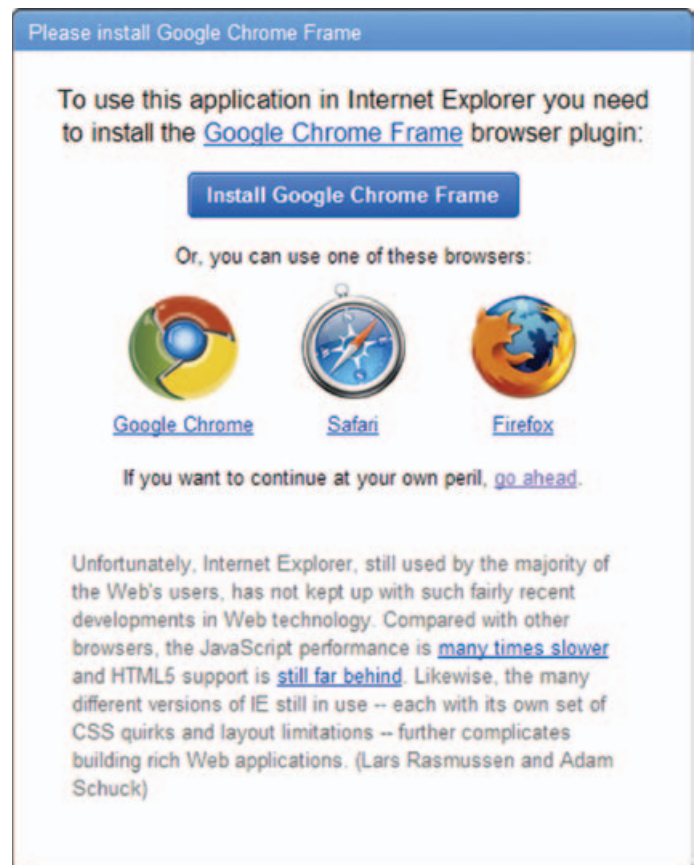 Please install Google Chrome Frame
To use this application in Internet Explorer you need
to install the Google Chrome Frame browser plugin:
Install Google Chrome Frame
Or, you can use one of these browsers:
Google Chrome
Safari
Firefox
If you want to continue at your own peril, go ahead.
Unfortunately, Internet Explorer, still used by the majority of
the Web's users, has not kept up with such fairly recent
developments in Web technology. Compared with other
browsers, the JavaScript performance is many times slower
and HTML5 support is still far behind. Likewise, the many
different versions of IE still in use -- each with its own set of
CSS quirks and layout limitations -- further complicates
building rich Web applications. (Lars Rasmussen and Adam
Schuck)